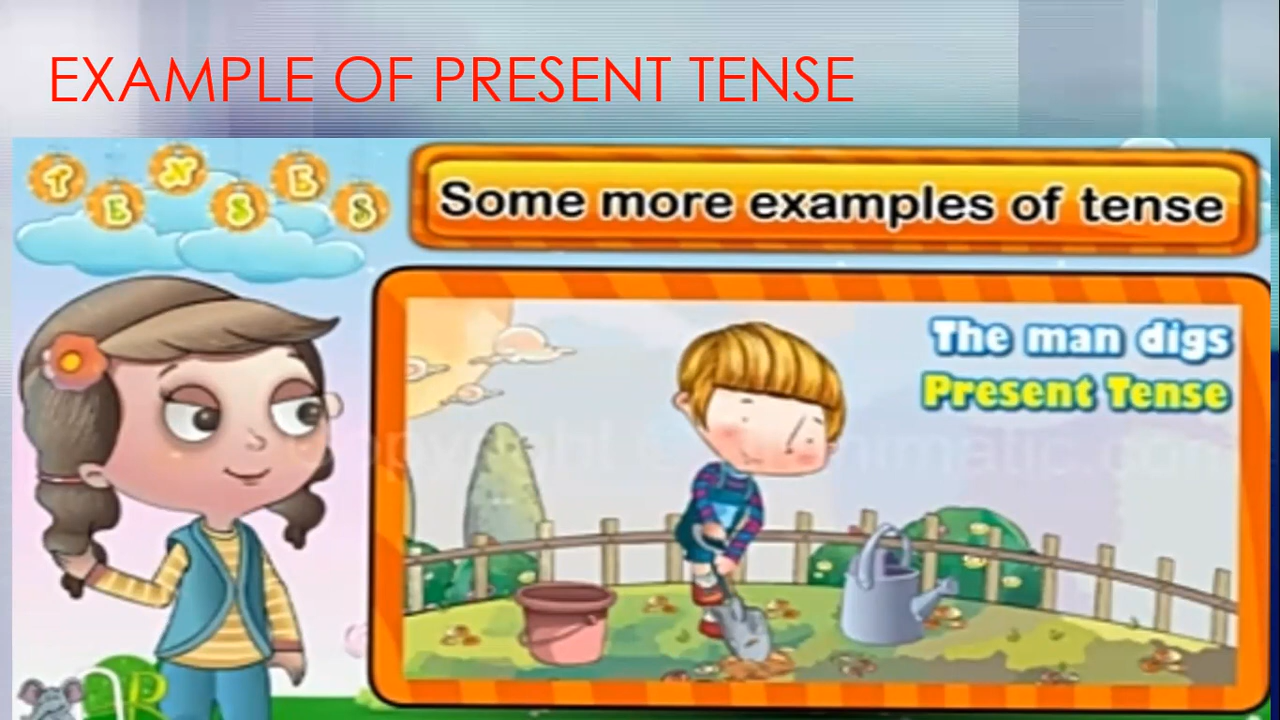 EXAMPLE OF PRESENT TENSE
TENSES
Some more examples of tense
The man digs
Present Tense